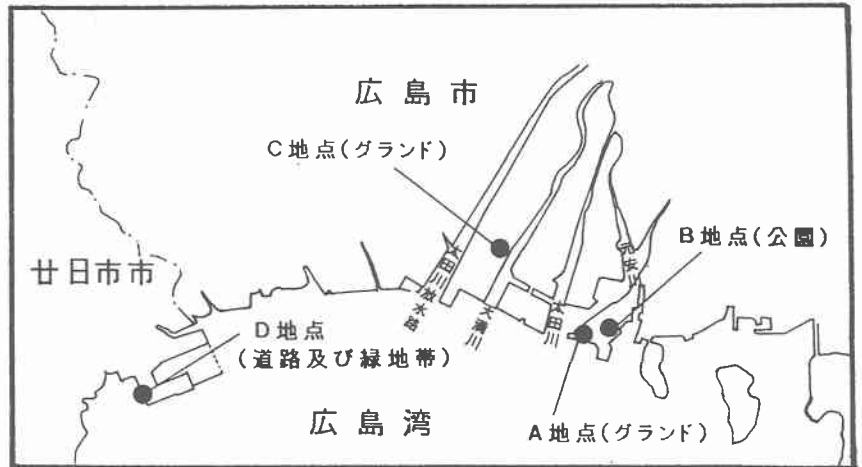 広島市
C地点(グランド)
B地点(公園)
廿日市市
太田川放水路
天満川
太田川
元安川
D地点
(道路及び緑地帯)
A地点(グランド)
広島湾